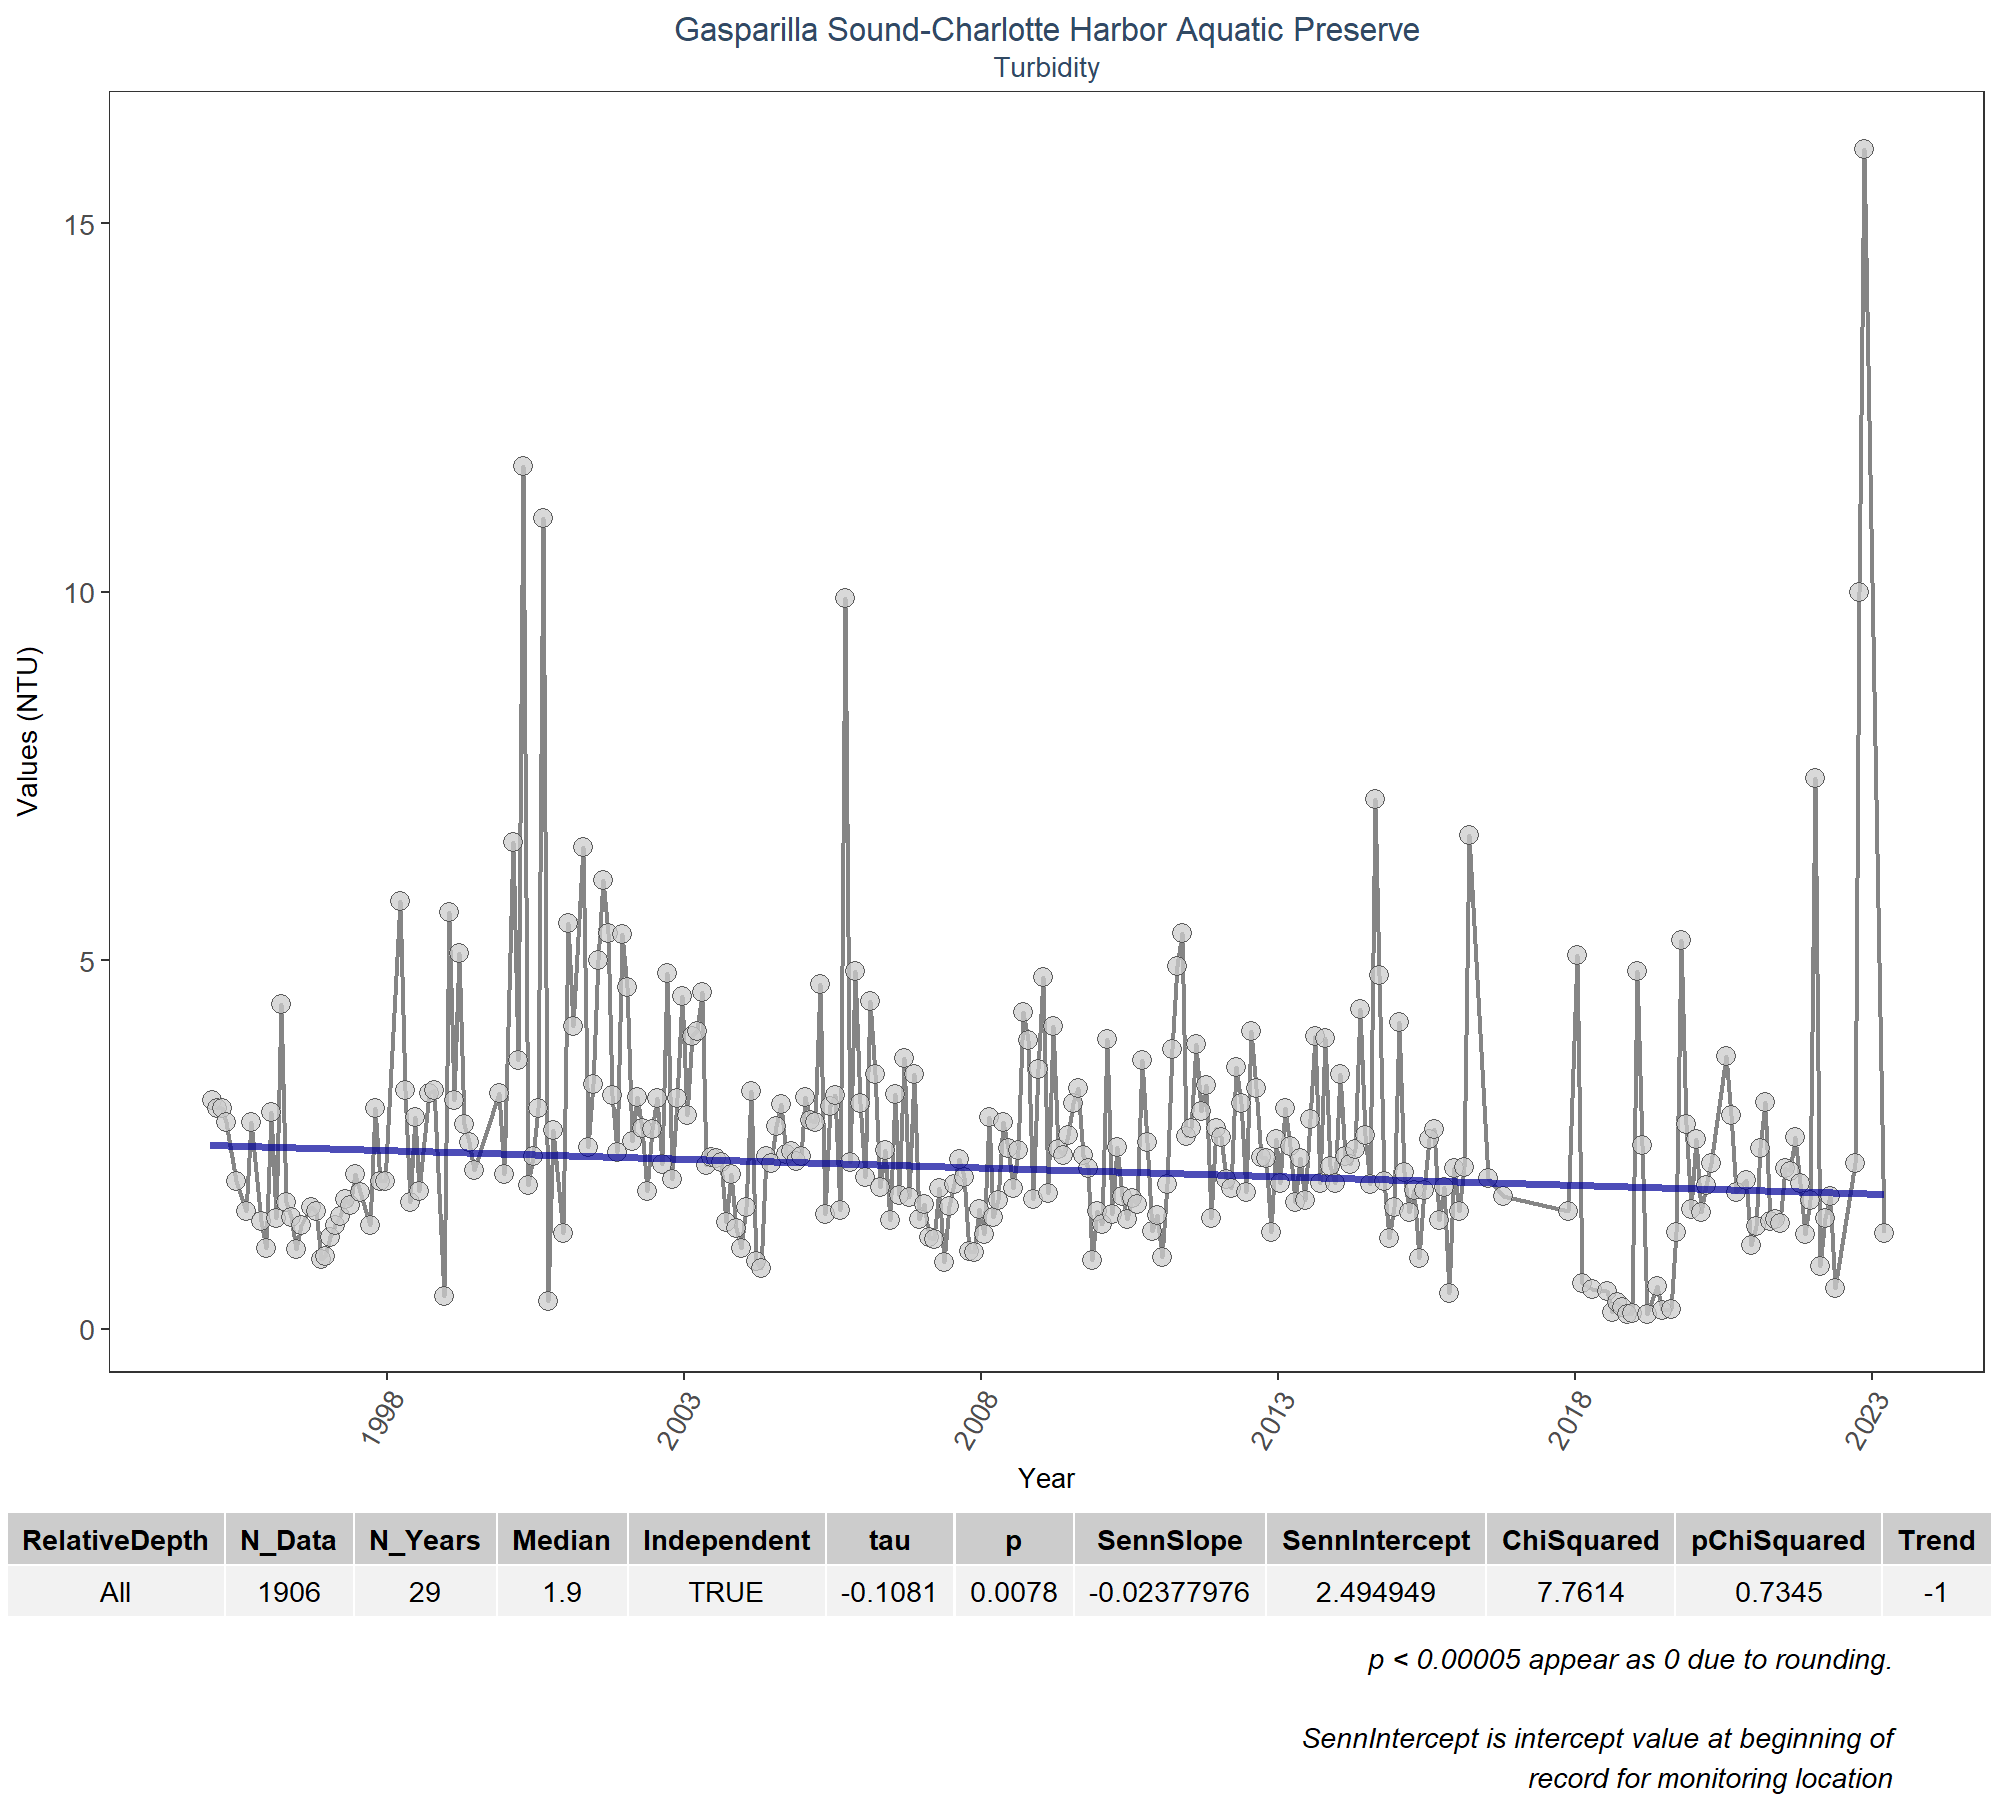 Gasparilla Sound-Charlotte Harbor Aquatic Preserve
Turbidity
15
10
5
0
Values (NTU)
1998
2003
2008
2013
2018
2023
Year
RelativeDepth N_Data N_Years Median Independent tau p SennSlope SennIntercept ChiSquared pChiSquared Trend
All 1906 29 1.9 TRUE -0.1081 0.0078 -0.02377976 2.494949 7.7614 0.7345 -1
p < 0.00005 appear as 0 due to rounding.
SennIntercept is intercept value at beginning of
record for monitoring location